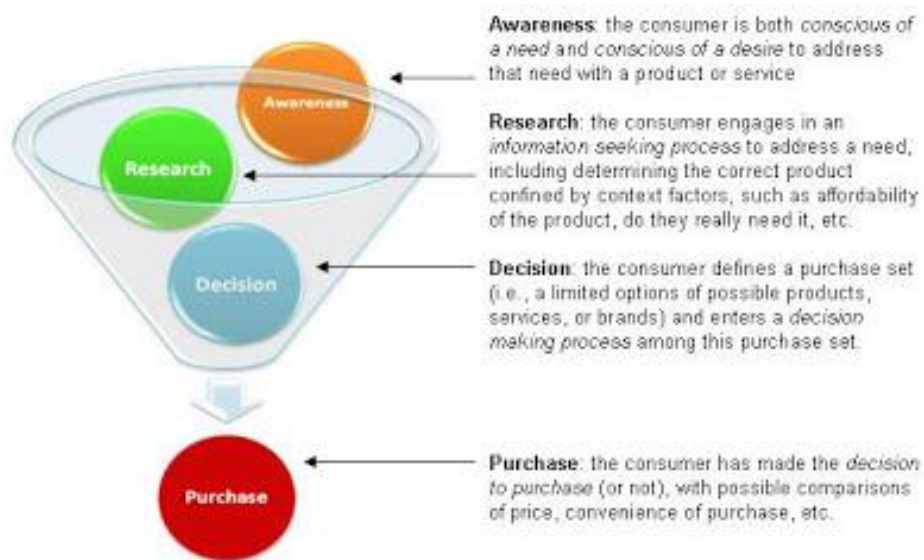 Awareness
Research
Decision
Purchase
Awareness: the consumer is both conscious of
a need and conscious of a desire to address
that need with a product or service
Research: the consumer engages in an
information seeking process to address a need,
including determining the correct product
confined by context factors, such as affordability
of the product, do they really need it, etc.
Decision: the consumer defines a purchase set
(i.e., a limited options of possible products,
services, or brands) and enters a decision
making process among this purchase set.
Purchase: the consumer has made the decision
to purchase (or not), with possible comparisons
of price, convenience of purchase, etc.